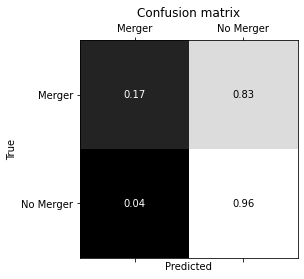 Confusion matrix
Merger No Merger
Merger 0.17 0.83
True
No Merger 0.04 0.96
Predicted